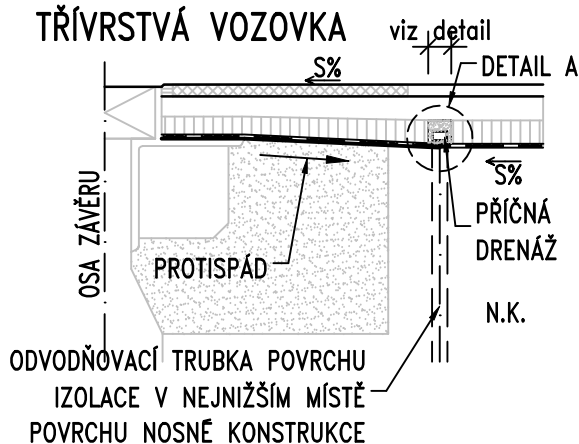 TŘÍVRSTVÁ VOZOVKA
viz detail
S%
DETAIL A
S%
OSA ZÁVĚRU
PROTISPÁD
PŘÍČNÁ
DRENÁŽ
N.K.
ODVODŇOVACÍ TRUBKA POVRCHU
IZOLACE V NEJNIŽŠÍM MÍSTĚ
POVRCHU NOSNÉ KONSTRUKCE